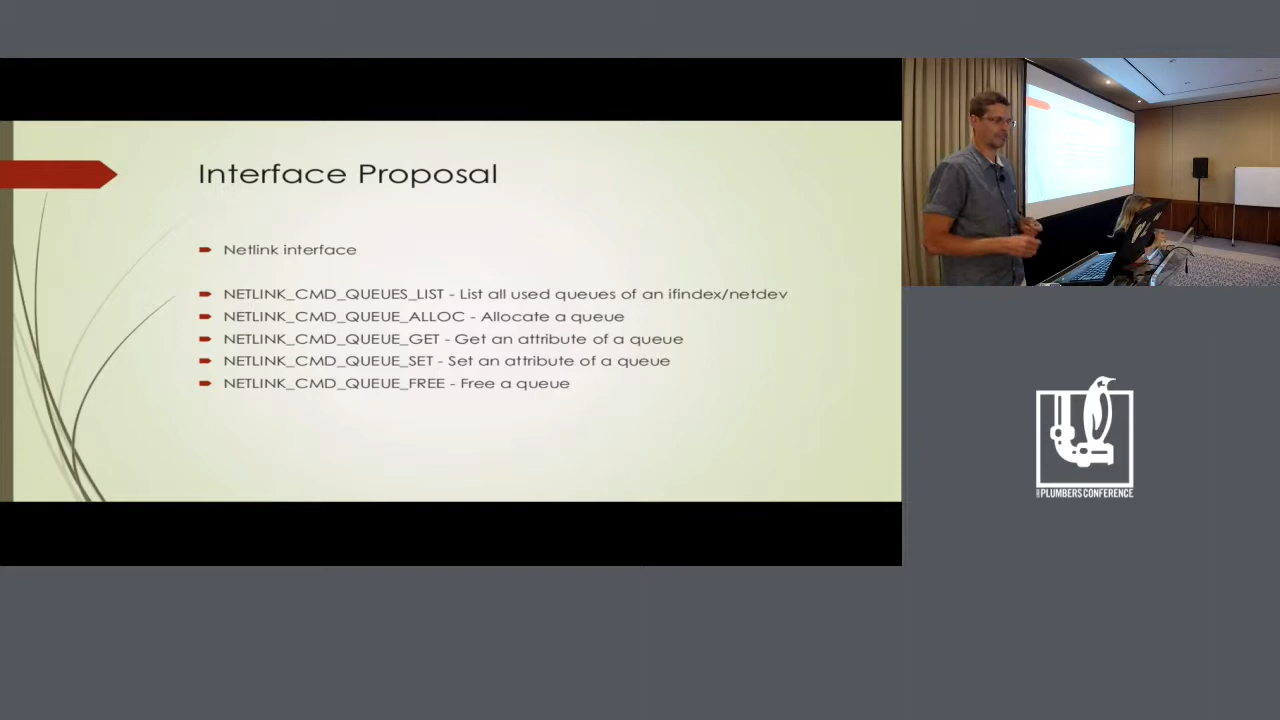 Interface Proposal
Netlink interface
NETLINK_CMD_QUEUES_LIST - List all used queues of an ifindex/netdev
NETLINK_CMD_QUEUE_ALLOC - Allocate a queue
NETLINK_CMD_QUEUE_GET - Get an attribute of a queue
NETLINK_CMD_QUEUE_SET - Set an attribute of a queue
NETLINK_CMD_QUEUE_FREE - Free a queue
PLUMBERS CONFERENCE